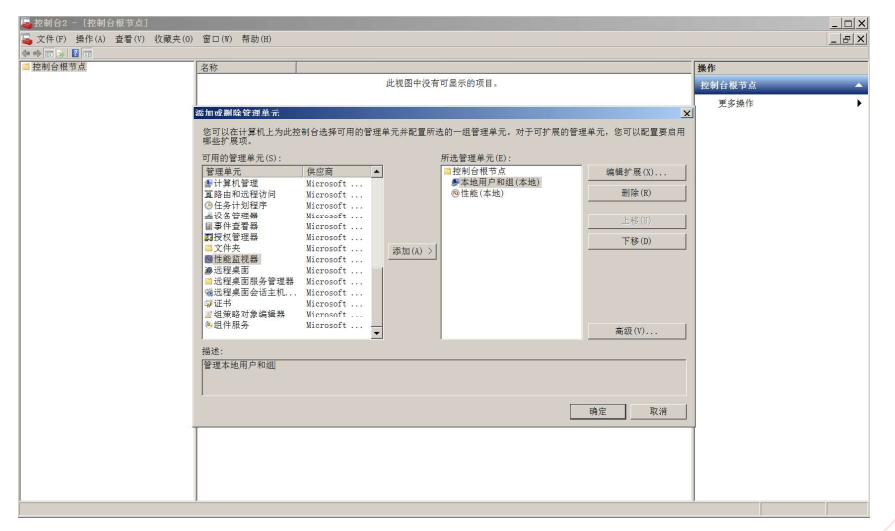 控制台2 - [控制台根节点]
文件(F) 操作(A) 查看(V) 收藏夹(O) 窗口(W) 帮助(H)
控制台根节点
名称
此视图中没有可显示的项目。
操作
控制台根节点
更多操作
添加或删除管理单元
您可以在计算机上为此控制台选择可用的管理单元并配置所选的一组管理单元。对于可扩展的管理单元，您可以配置要启用
哪些扩展项。
可用的管理单元(S):
管理单元 供应商
计算机管理 Microsoft ...
路由和远程访问 Microsoft ...
任务计划程序 Microsoft ...
设备管理器 Microsoft ...
事件查看器 Microsoft ...
授权管理器 Microsoft ...
文件夹 Microsoft ...
性能监视器 Microsoft ...
远程桌面 Microsoft ...
远程桌面服务管理器 Microsoft ...
远程桌面会话主机... Microsoft ...
证书 Microsoft ...
组策略对象编辑器 Microsoft ...
组件服务 Microsoft ...
添加(A) >
所选管理单元(E):
控制台根节点
本地用户和组(本地)
性能(本地)
编辑扩展(X)...
删除(R)
上移(U)
下移(D)
高级(V)...
描述:
管理本地用户和组
确定 取消